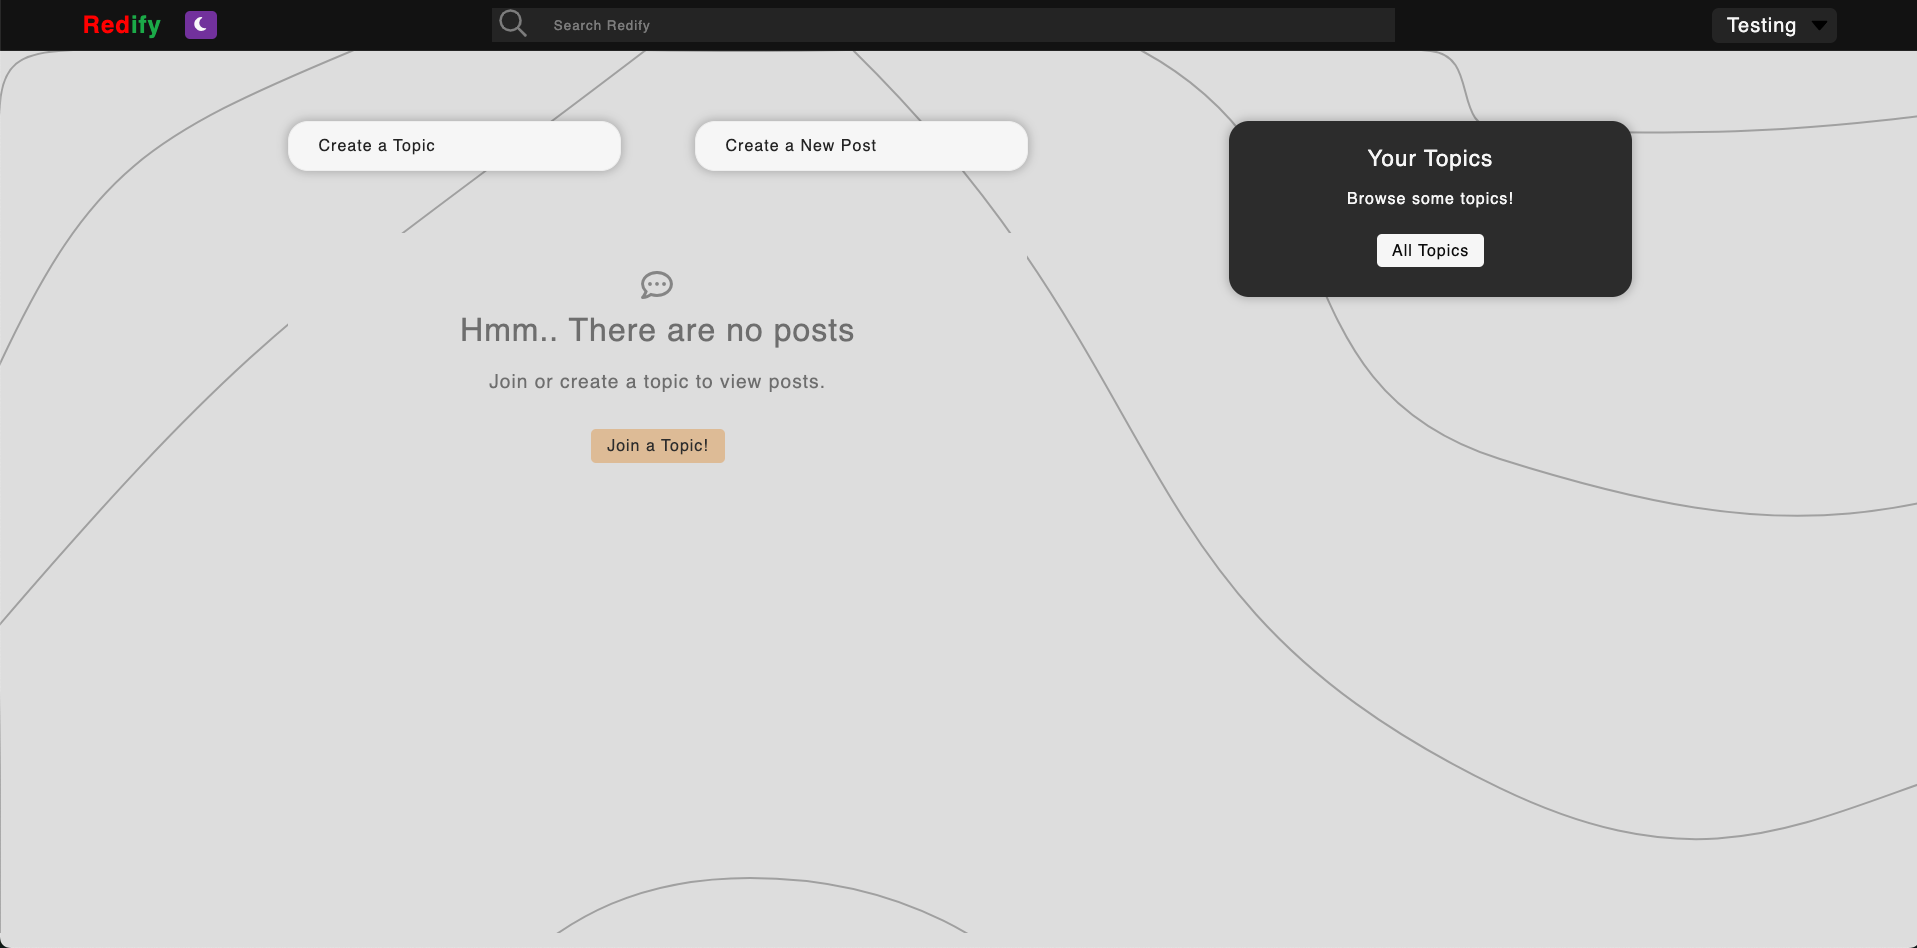 Redify
Search Redify
Testing
Create a Topic
Create a New Post
Your Topics
Browse some topics!
All Topics
Hmm.. There are no posts
Join or create a topic to view posts.
Join a Topic!